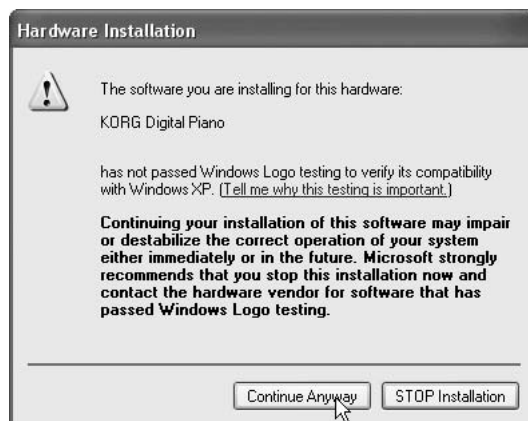 Hardware Installation
The software you are installing for this hardware:
KORG Digital Piano
has not passed Windows Logo testing to verify its compatibility
with Windows XP. (Tell me why this testing is important.)
Continuing your installation of this software may impair
or destabilize the correct operation of your system
either immediately or in the future. Microsoft strongly
recommends that you stop this installation now and
contact the hardware vendor for software that has
passed Windows Logo testing.
Continue Anyway STOP Installation